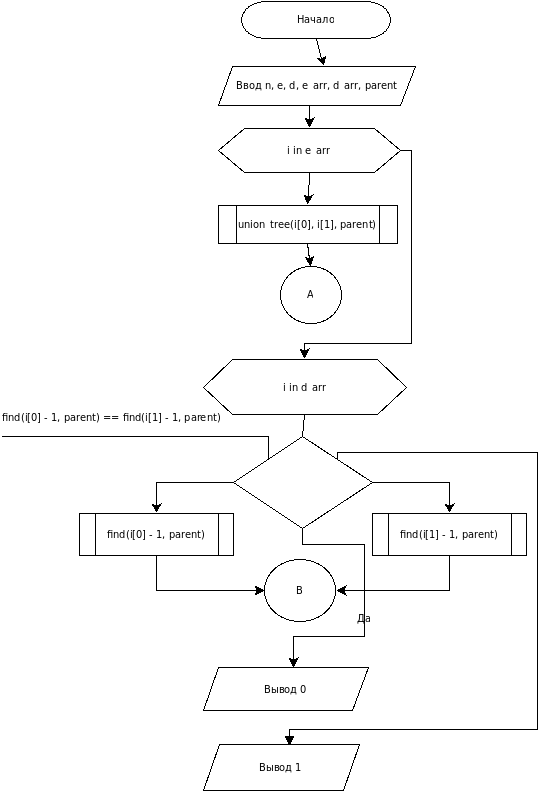 Начало
Ввод n, e, d, e arr, d arr, parent
i in e arr
union tree(i[0], i[1], parent)
A
i in d arr
find(i[0] - 1, parent) == find(i[1] - 1, parent)
find(i[0] - 1, parent)
find(i[1] - 1, parent)
B
Да
Вывод 0
Вывод 1